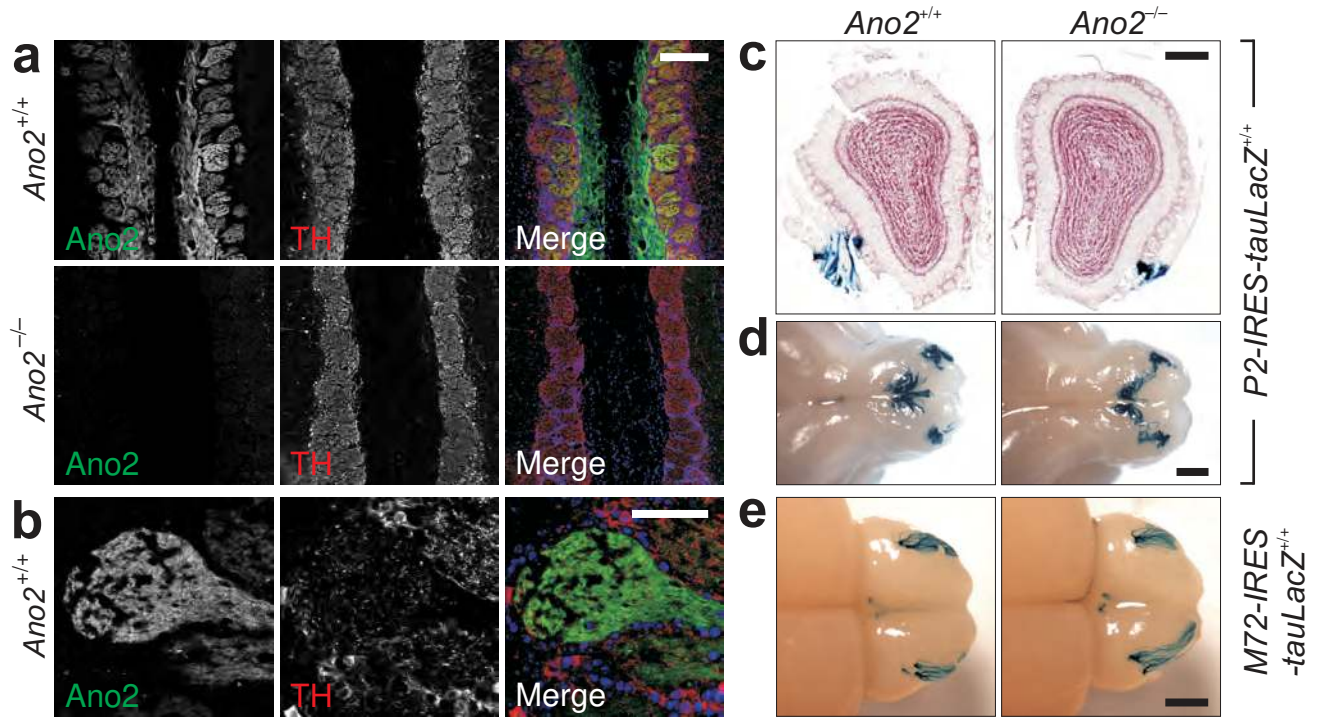 Ano2+/+ Ano2–/–
a
Ano2+/+
Ano2 TH Merge
Ano2–/–
Ano2 TH Merge
b
Ano2+/+
Ano2 TH Merge
c
d
P2-IRES-tauLacZ+/+
e
M72-IRES
-tauLacZ+/+